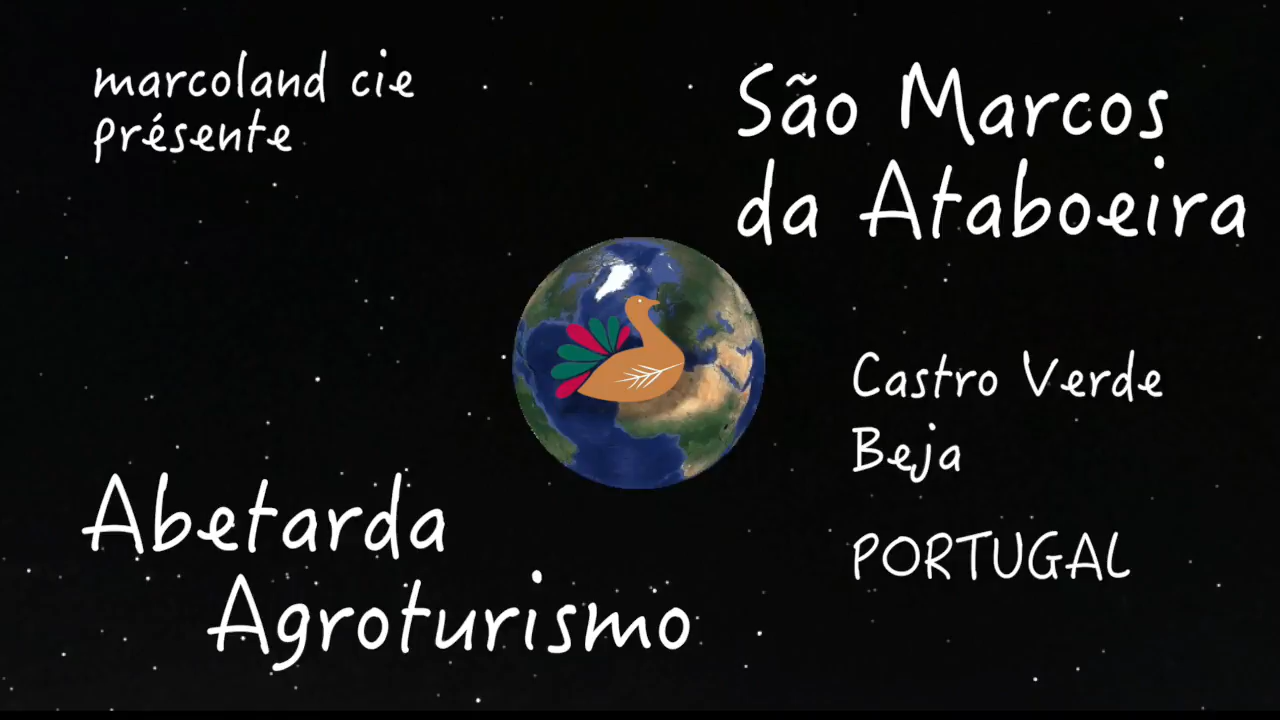 marcoland cie
présente
São Marcos
da Ataboeira
Castro Verde
Beja
PORTUGAL
Abetarda
Agroturismo